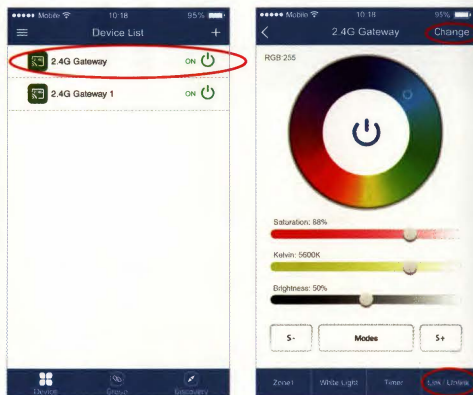 Mobile 10:18 95%
Device List
2.4G Gateway ON
2.4G Gateway 1 ON
Device Group Discovery
Mobile 10:18 95%
2.4G Gateway Change
RGB 255
Saturation: 88%
Kelvin: 5600K
Brightness: 50%
S- Modes S+
Zone1 White Light Timer Link / Unlink